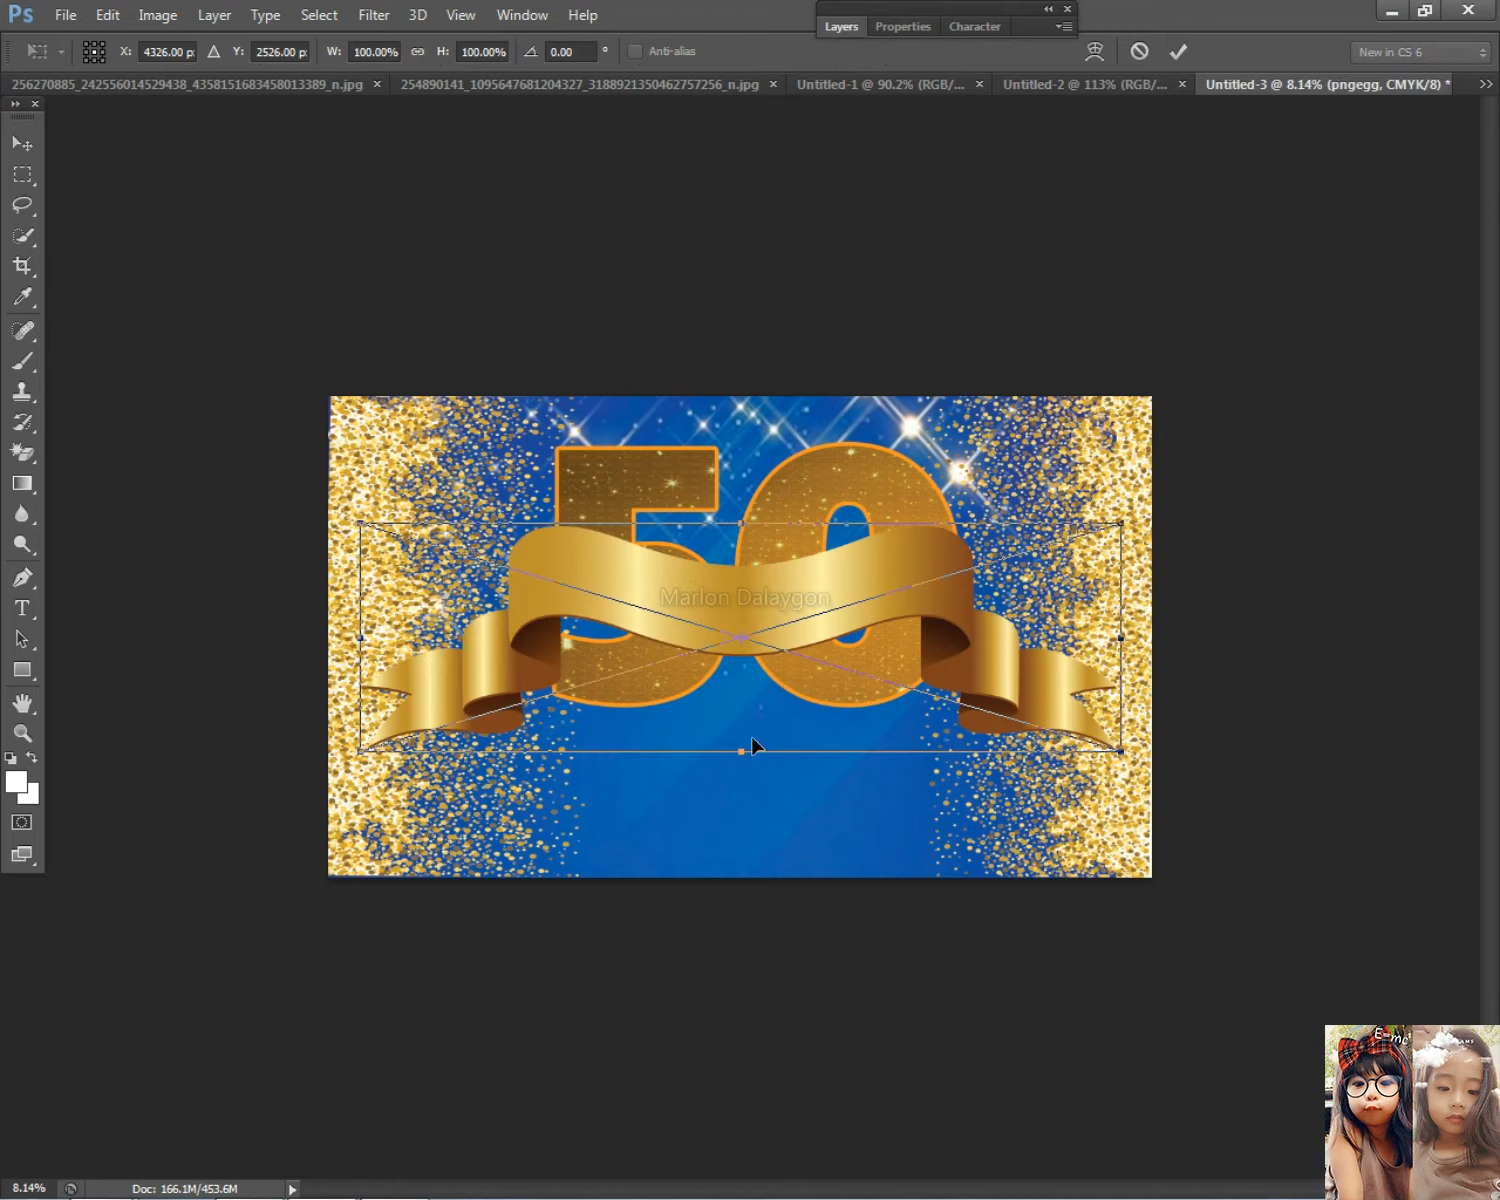 Ps File Edit Image Layer Type Select Filter 3D View Window Help
Layers Properties Character
X: 4326.00 p: Δ Y: 2526.00 p: W: 100.00% H: 100.00% 0.00 ° Anti-alias New in CS 6
256270885_242556014529438_4358151683458013389_n.jpg × 254890141_1095647681204327_3188921350462757256_n.jpg × Untitled-1 @ 90.2% (RGB/... × Untitled-2 @ 113% (RGB/... × Untitled-3 @ 8.14% (pngegg, CMYK/8) *
50
Marlon Dalaygon
E=mc²
8.14% Doc: 166.1M/453.6M